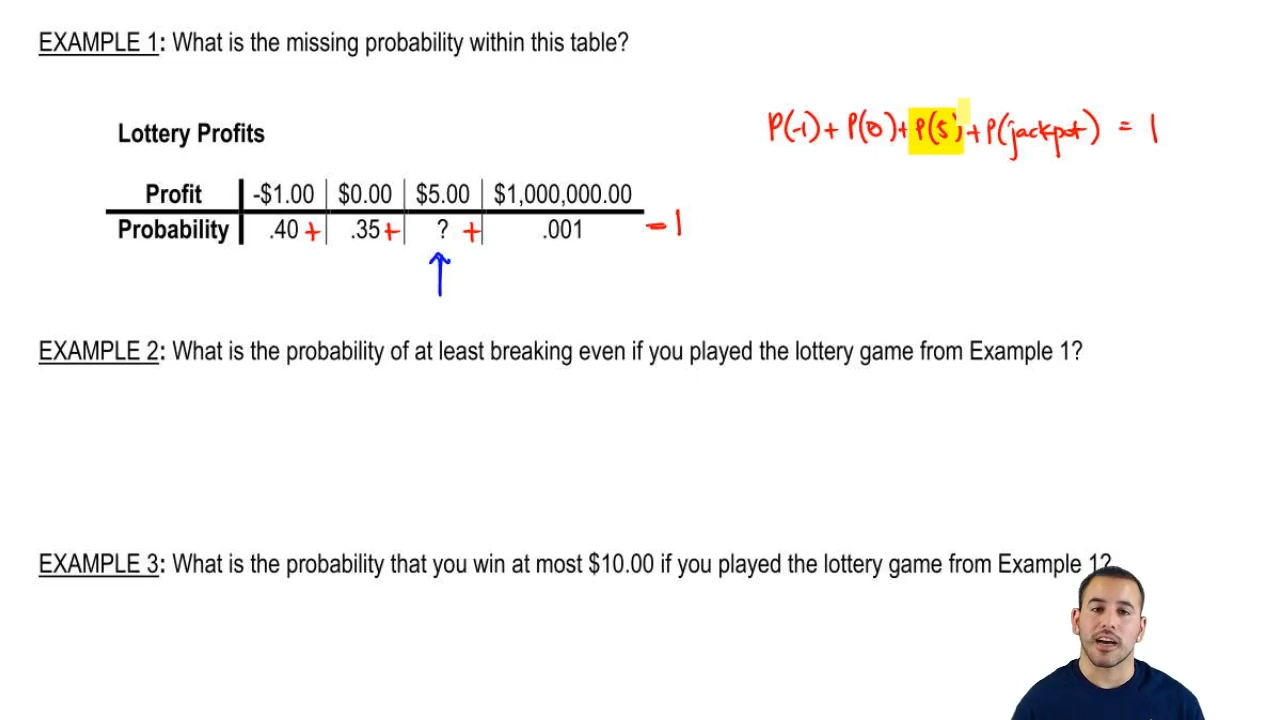 EXAMPLE 1: What is the missing probability within this table?
P(-1) + P(0) + P(5) + P(jackpot) = 1
Lottery Profits
Profit -$1.00 $0.00 $5.00 $1,000,000.00
Probability .40 + .35 + ? + .001 = 1
EXAMPLE 2: What is the probability of at least breaking even if you played the lottery game from Example 1?
EXAMPLE 3: What is the probability that you win at most $10.00 if you played the lottery game from Example 1?